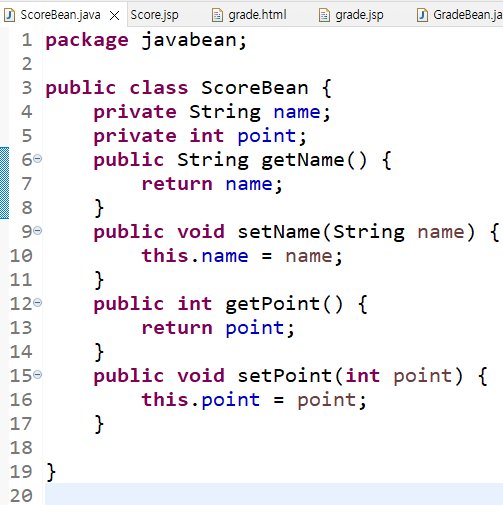 ScoreBean.java Score.jsp grade.html grade.jsp GradeBean.ja
1 package javabean;
2
3 public class ScoreBean {
4     private String name;
5     private int point;
6     public String getName() {
7         return name;
8     }
9     public void setName(String name) {
10         this.name = name;
11     }
12     public int getPoint() {
13         return point;
14     }
15     public void setPoint(int point) {
16         this.point = point;
17     }
18
19 }
20